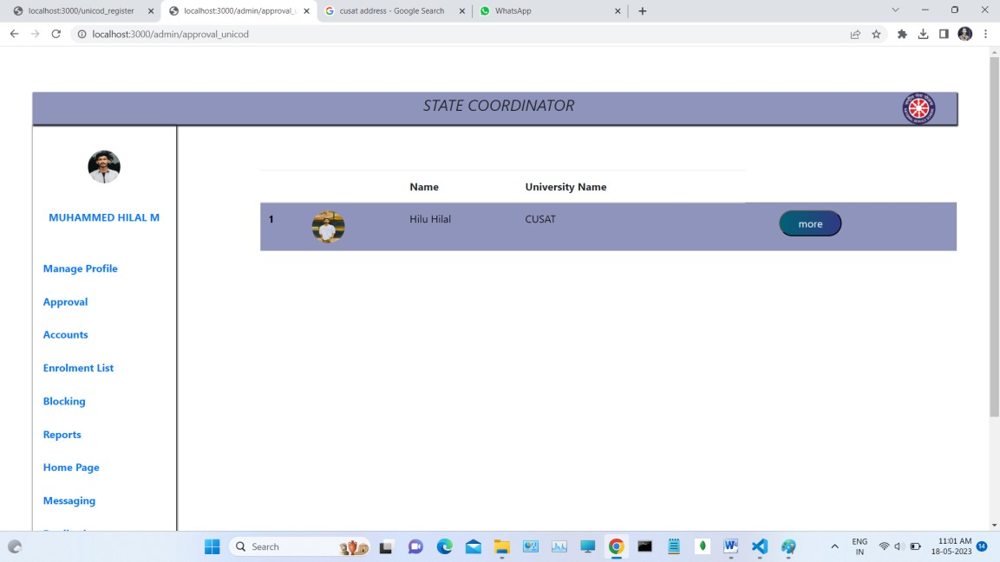 localhost:3000/unicod_register
localhost:3000/admin/approval_u
cusat address - Google Search
WhatsApp
localhost:3000/admin/approval_unicod
STATE COORDINATOR
MUHAMMED HILAL M
Name University Name
1 Hilu Hilal CUSAT more
Manage Profile
Approval
Accounts
Enrolment List
Blocking
Reports
Home Page
Messaging
Search
ENG
IN
11:01 AM
18-05-2023
14